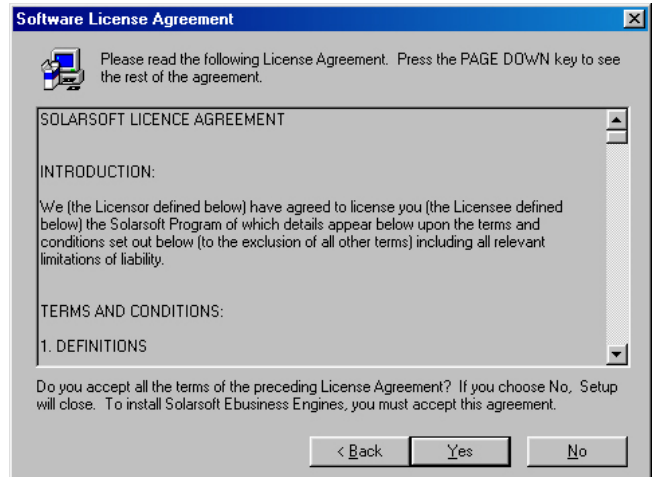 Software License Agreement
Please read the following License Agreement. Press the PAGE DOWN key to see
the rest of the agreement.
SOLARSOFT LICENCE AGREEMENT
INTRODUCTION:
We (the Licensor defined below) have agreed to license you (the Licensee defined
below) the Solarsoft Program of which details appear below upon the terms and
conditions set out below (to the exclusion of all other terms) including all relevant
limitations of liability.
TERMS AND CONDITIONS:
1. DEFINITIONS
Do you accept all the terms of the preceding License Agreement? If you choose No, Setup
will close. To install Solarsoft Ebusiness Engines, you must accept this agreement.
< Back Yes No